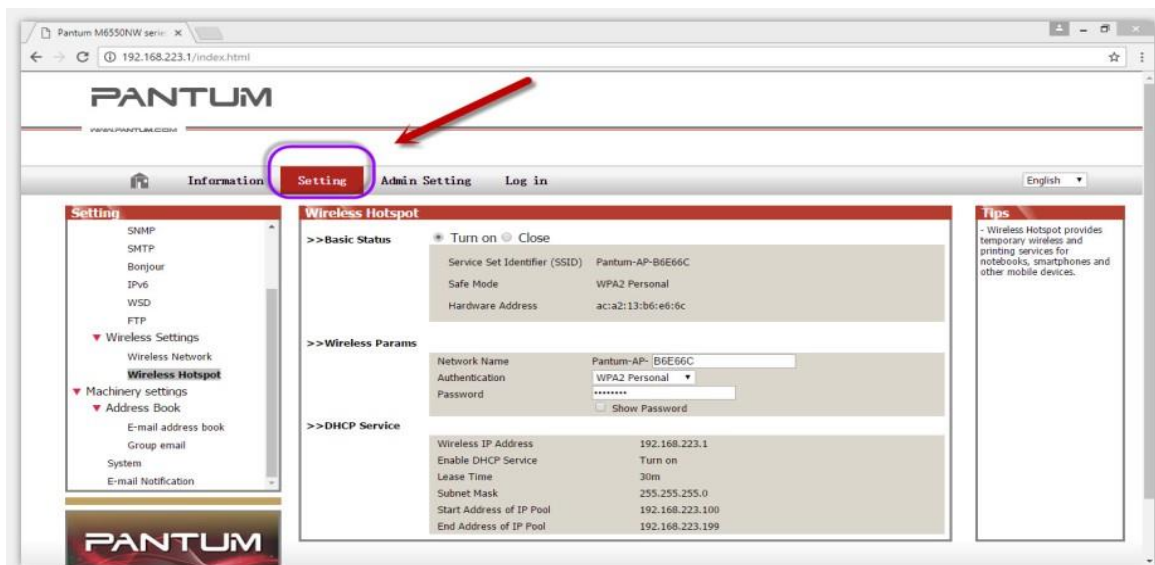 Pantum M6550NW serie
192.168.223.1/index.html
PANTUM
WWW.PANTUM.COM
Information Setting Admin Setting Log in English
Setting
SNMP
SMTP
Bonjour
IPv6
WSD
FTP
Wireless Settings
Wireless Network
Wireless Hotspot
Machinery settings
Address Book
E-mail address book
Group email
System
E-mail Notification
PANTUM
Wireless Hotspot
>>Basic Status Turn on Close
Service Set Identifier (SSID) Pantum-AP-B6E66C
Safe Mode WPA2 Personal
Hardware Address ac:a2:13:b6:e6:6c
>>Wireless Params
Network Name Pantum-AP- B6E66C
Authentication WPA2 Personal
Password ********
Show Password
>>DHCP Service
Wireless IP Address 192.168.223.1
Enable DHCP Service Turn on
Lease Time 30m
Subnet Mask 255.255.255.0
Start Address of IP Pool 192.168.223.100
End Address of IP Pool 192.168.223.199
Tips
- Wireless Hotspot provides
temporary wireless and
printing services for
notebooks, smartphones and
other mobile devices.